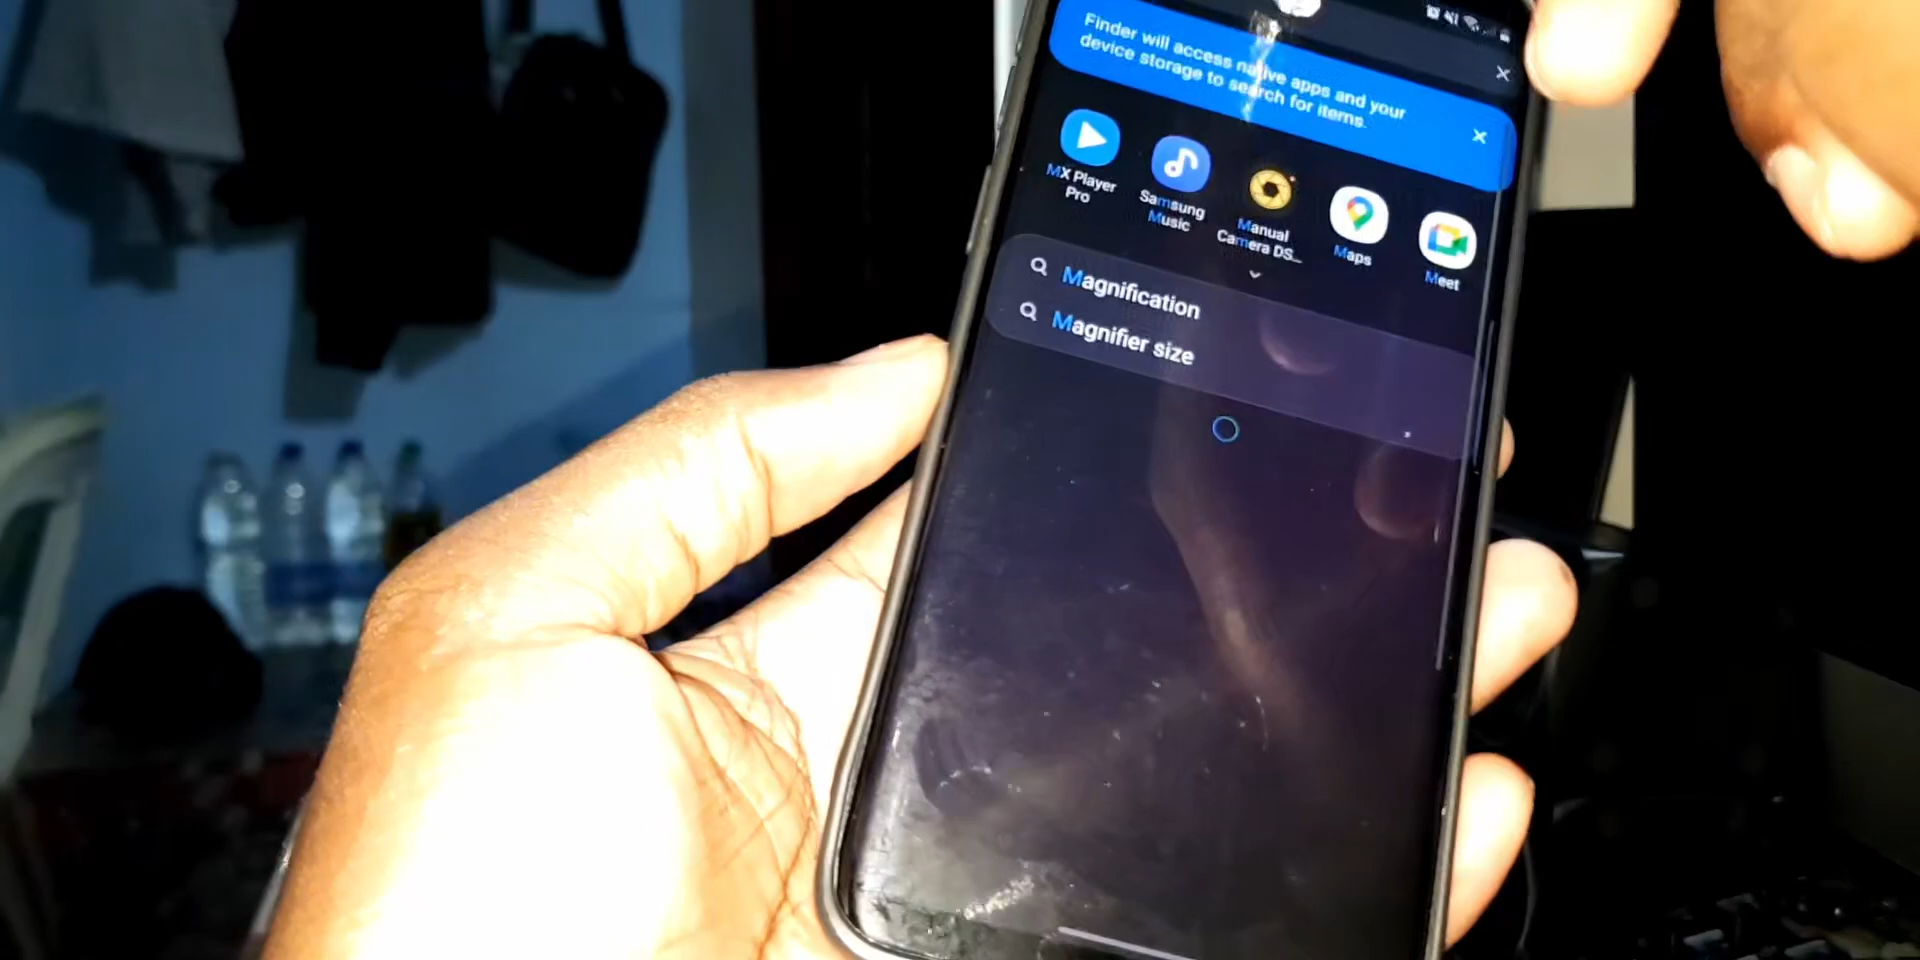 Finder will access native apps and your
device storage to search for items.
MX Player
Pro
Samsung
Music
Manual
Camera DS...
Maps
Meet
Magnification
Magnifier size